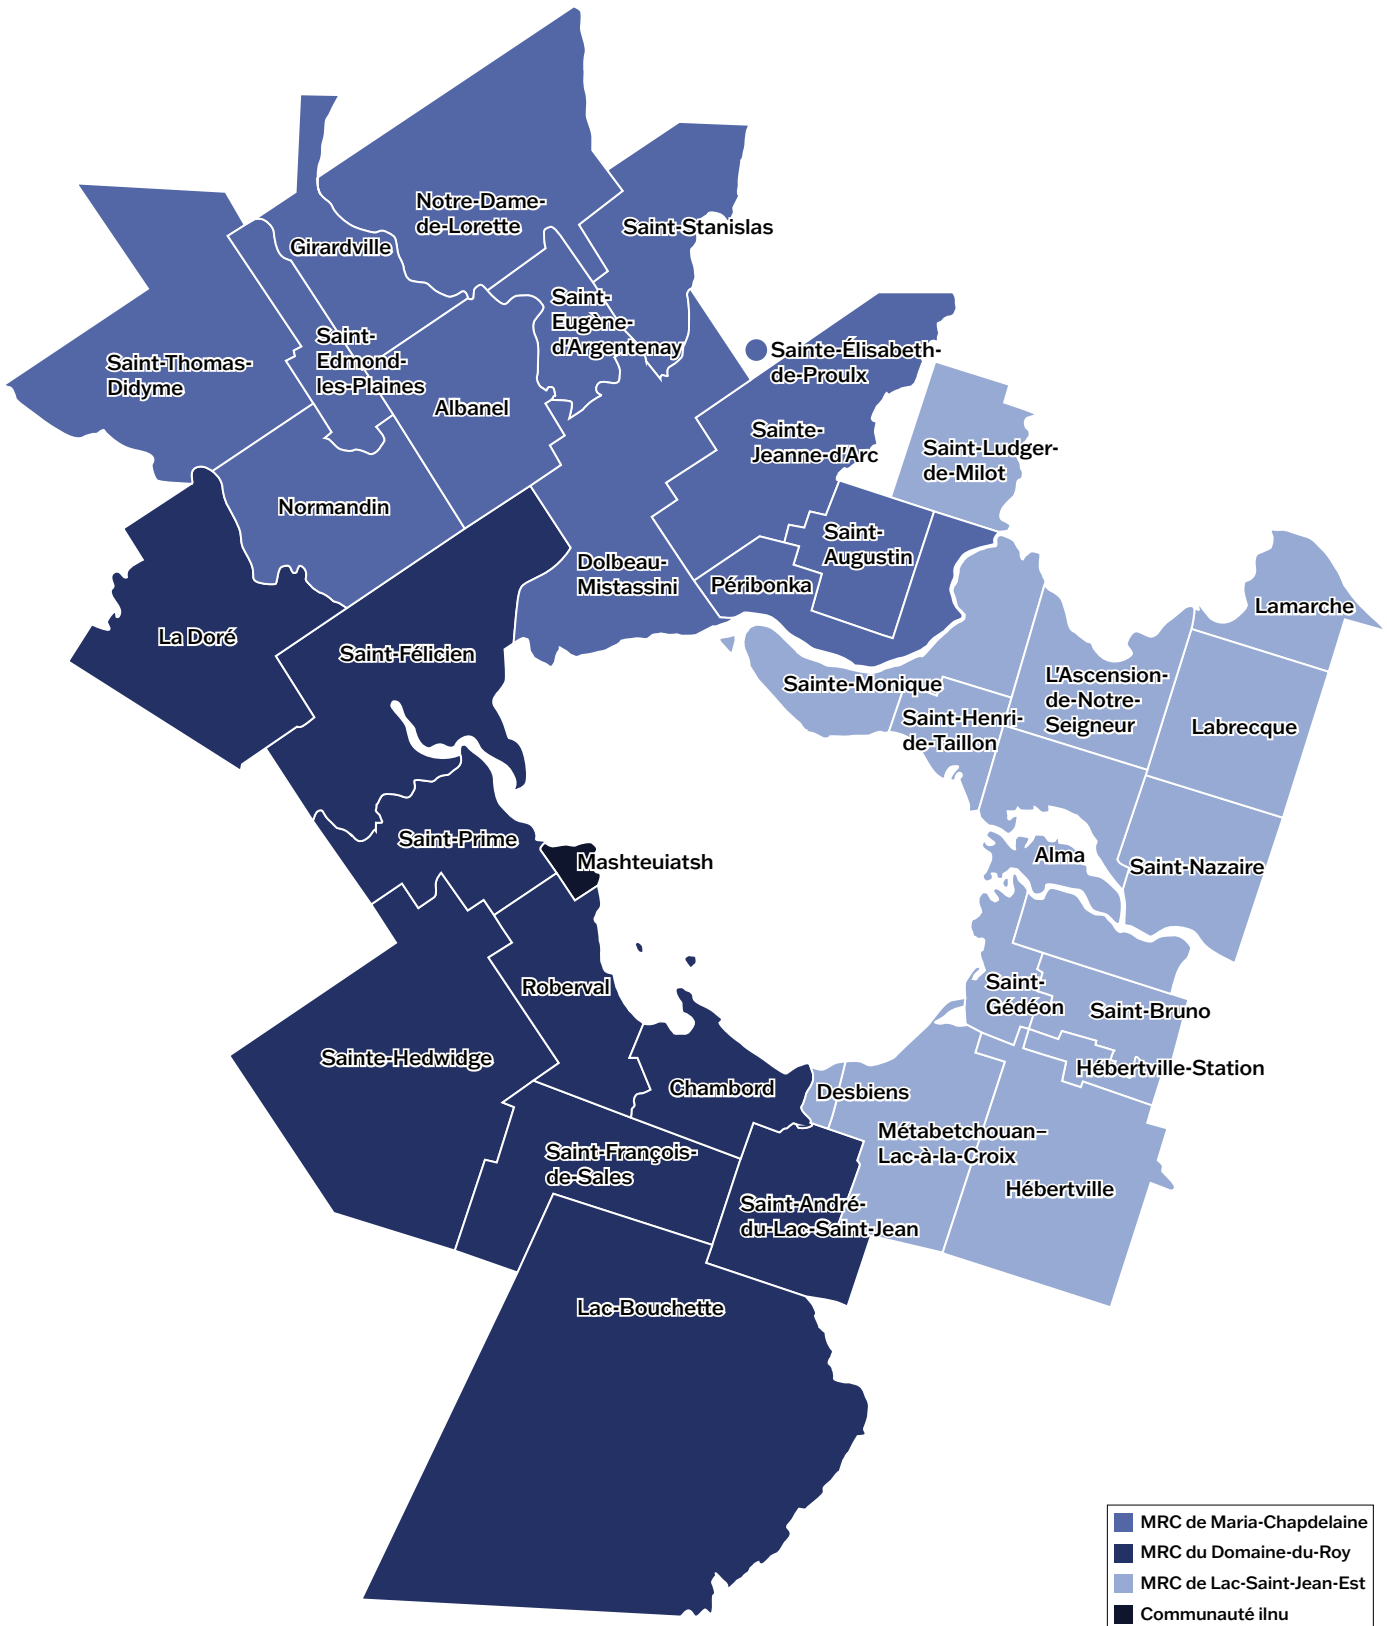 Notre-Dame-
de-Lorette
Saint-Stanislas
Girardville
Saint-
Eugène-
d'Argentenay
Saint-
Edmond-
les-Plaines
Saint-Thomas-
Didyme
Sainte-Élisabeth-
de-Proulx
Albanel
Sainte-
Jeanne-d'Arc
Saint-Ludger-
de-Milot
Normandin
Saint-
Augustin
Dolbeau-
Mistassini
Péribonka
Lamarche
La Doré
Saint-Félicien
Sainte-Monique
L'Ascension-
de-Notre-
Seigneur
Saint-Henri-
de-Taillon
Labrecque
Saint-Prime
Mashteuiatsh
Alma
Saint-Nazaire
Roberval
Saint-
Gédéon
Saint-Bruno
Sainte-Hedwidge
Hébertville-Station
Chambord
Desbiens
Métabetchouan–
Lac-à-la-Croix
Saint-François-
de-Sales
Hébertville
Saint-André-
du-Lac-Saint-Jean
Lac-Bouchette
MRC de Maria-Chapdelaine
MRC du Domaine-du-Roy
MRC de Lac-Saint-Jean-Est
Communauté ilnu